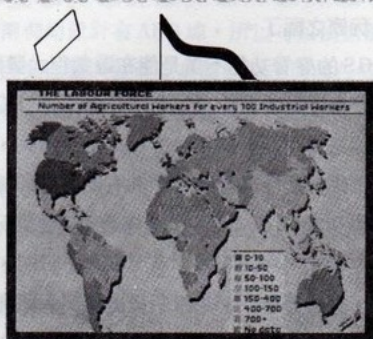 THE LABOUR FORCE
Number of Agricultural Workers for every 100 Industrial Workers
0-10
10-50
50-100
100-150
150-400
400-700
700+
No data